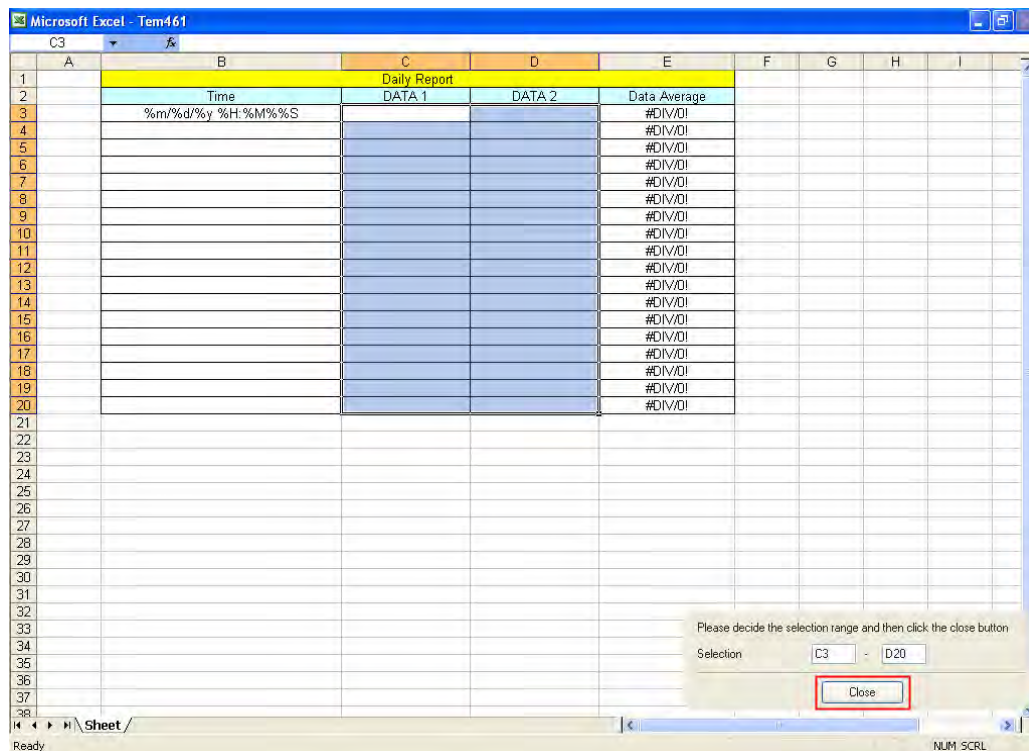 Microsoft Excel - Tem461
C3 fx
A B C D E F G H I
1 Daily Report
2 Time DATA 1 DATA 2 Data Average
3 %m/%d/%y %H:%M%%S #DIV/0!
4 #DIV/0!
5 #DIV/0!
6 #DIV/0!
7 #DIV/0!
8 #DIV/0!
9 #DIV/0!
10 #DIV/0!
11 #DIV/0!
12 #DIV/0!
13 #DIV/0!
14 #DIV/0!
15 #DIV/0!
16 #DIV/0!
17 #DIV/0!
18 #DIV/0!
19 #DIV/0!
20 #DIV/0!
21
22
23
24
25
26
27
28
29
30
31
32
33
34
35
36
37
38
Please decide the selection range and then click the close button
Selection C3 - D20
Close
Sheet
Ready NUM SCRL